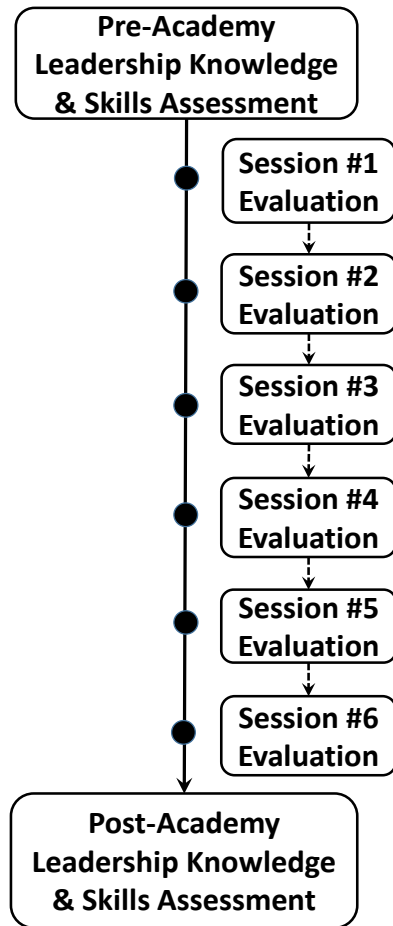 Pre-Academy
Leadership Knowledge
& Skills Assessment
Session #1
Evaluation
Session #2
Evaluation
Session #3
Evaluation
Session #4
Evaluation
Session #5
Evaluation
Session #6
Evaluation
Post-Academy
Leadership Knowledge
& Skills Assessment